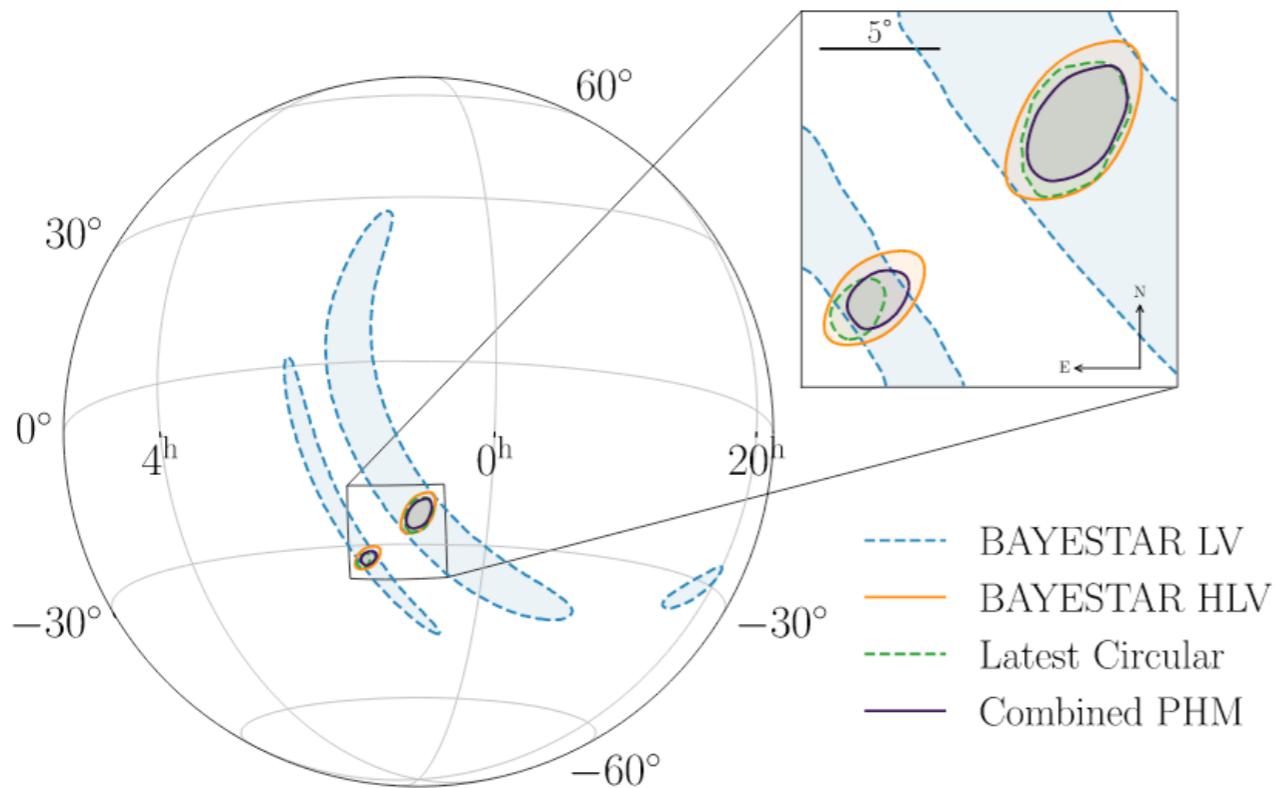 60°
5°
30°
N
E
0°
4h
0h
20h
−30°
−30°
−60°
BAYESTAR LV
BAYESTAR HLV
Latest Circular
Combined PHM